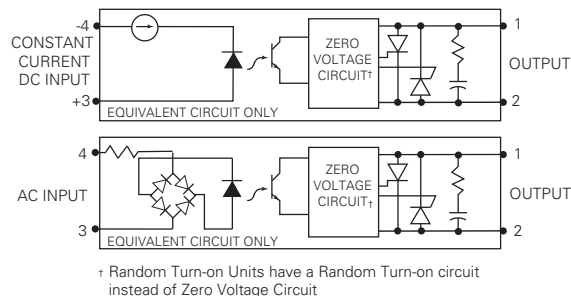 -4
CONSTANT
CURRENT
DC INPUT
+3
EQUIVALENT CIRCUIT ONLY
ZERO
VOLTAGE
CIRCUIT†
1
OUTPUT
2
4
AC INPUT
3
EQUIVALENT CIRCUIT ONLY
ZERO
VOLTAGE
CIRCUIT†
1
OUTPUT
2
† Random Turn-on Units have a Random Turn-on circuit
instead of Zero Voltage Circuit